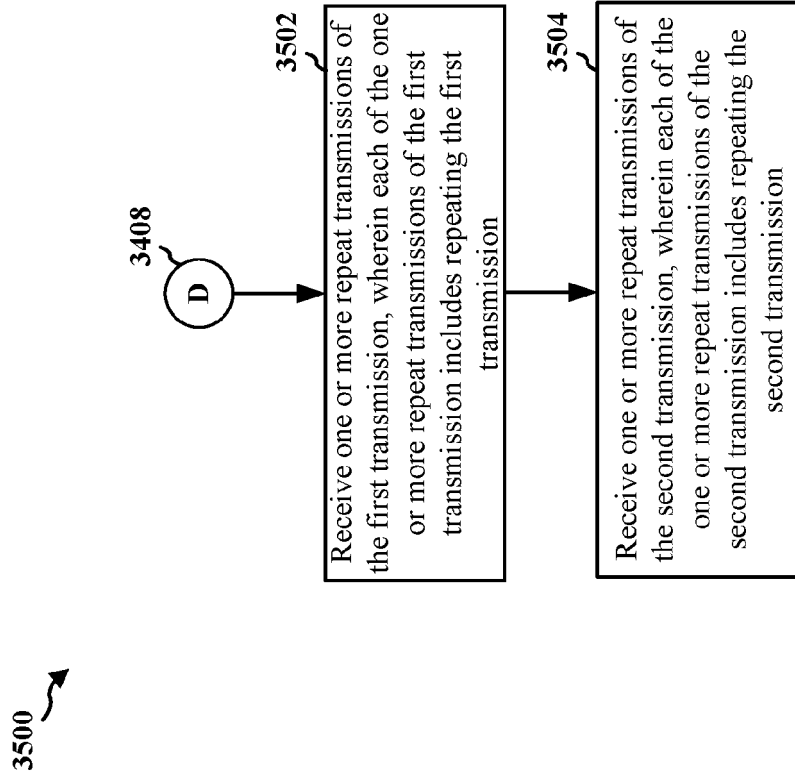 3500
3408
D
3502
Receive one or more repeat transmissions of
the first transmission, wherein each of the one
or more repeat transmissions of the first
transmission includes repeating the first
transmission
3504
Receive one or more repeat transmissions of
the second transmission, wherein each of the
one or more repeat transmissions of the
second transmission includes repeating the
second transmission